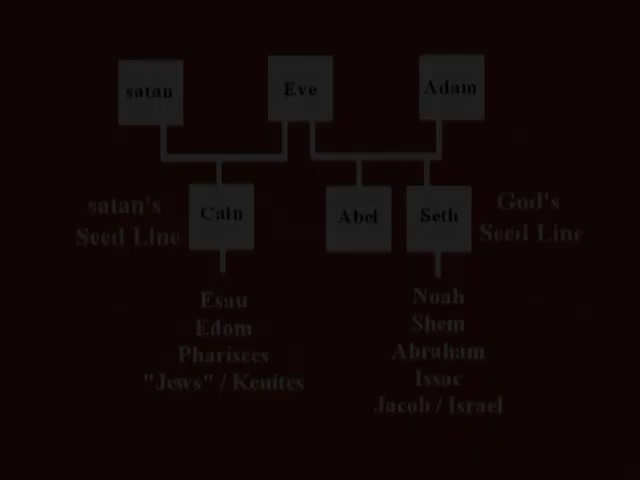 satan
Eve
Adam
satan's
Seed Line
Cain
Abel
Seth
God's
Seed Line
Esau
Edom
Pharisees
"Jews" / Kenites
Noah
Shem
Abraham
Issac
Jacob / Israel